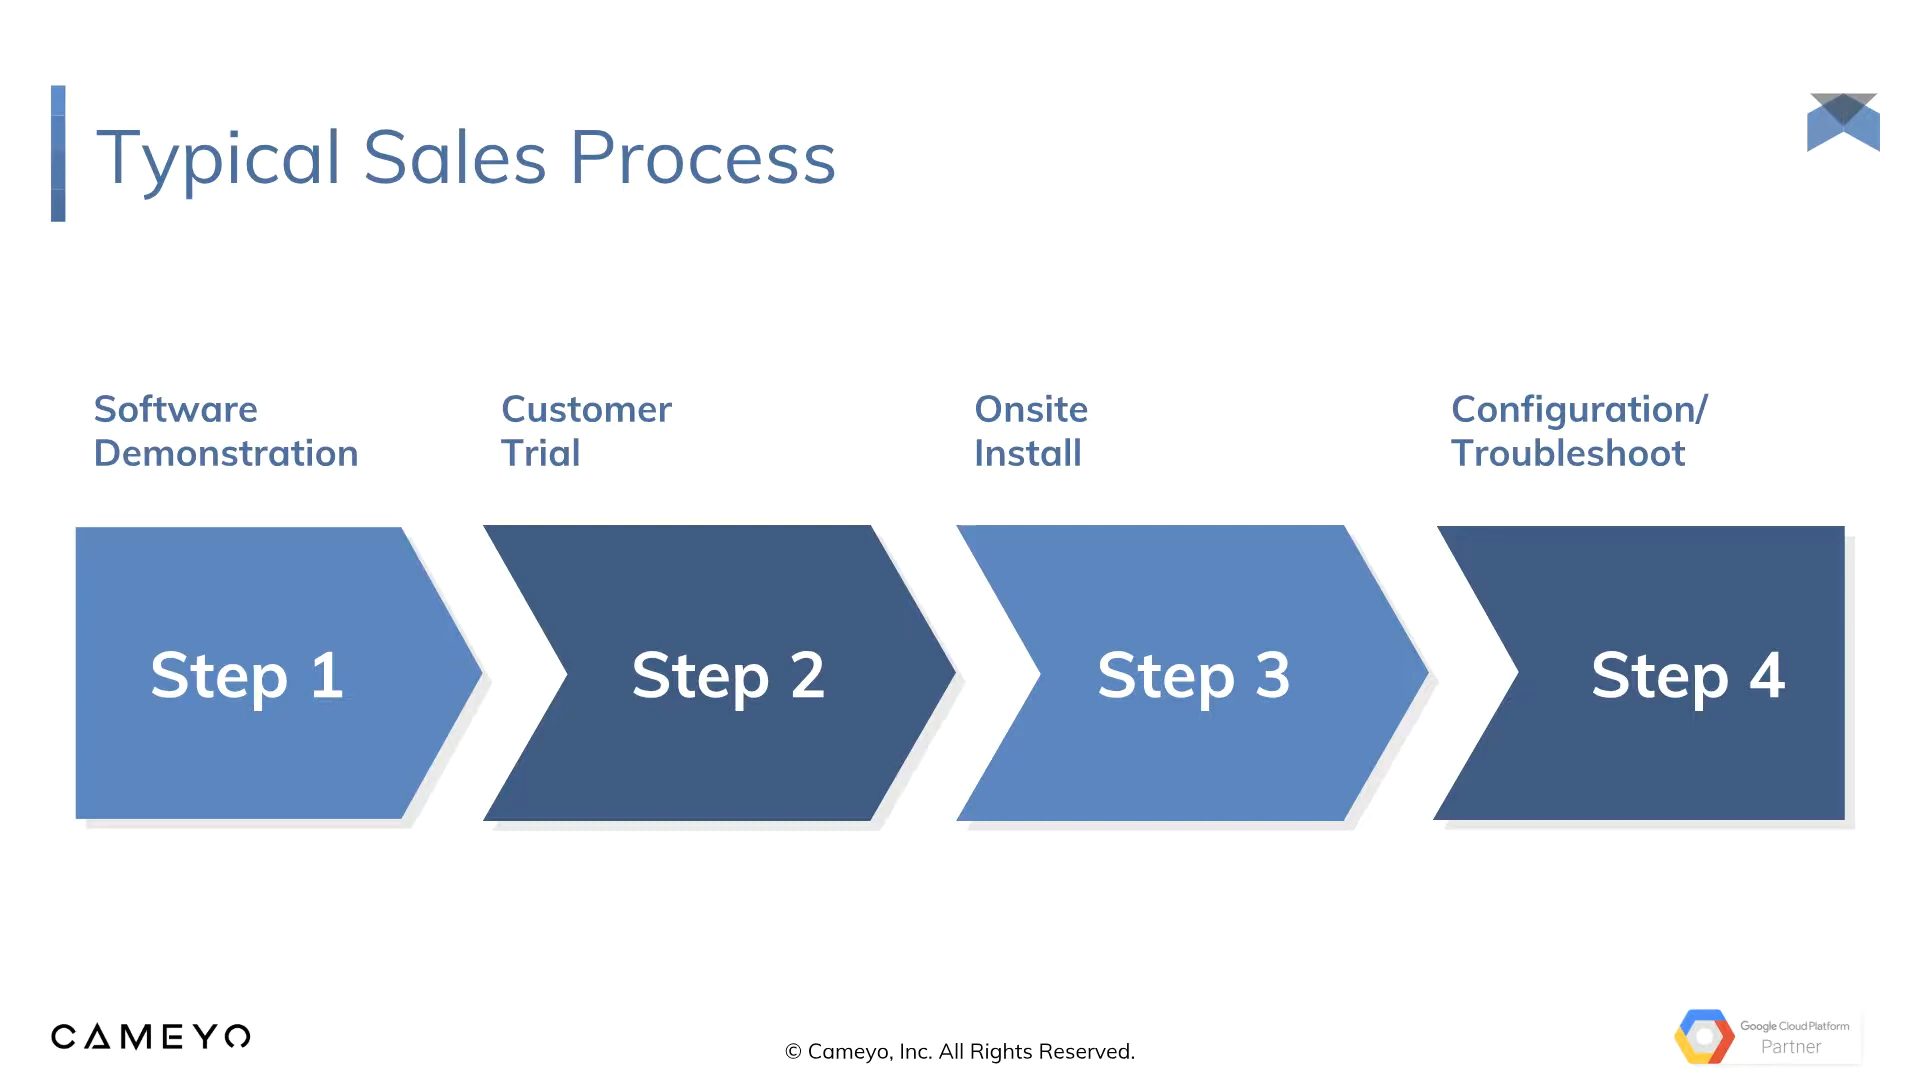 Typical Sales Process
Software
Demonstration
Customer
Trial
Onsite
Install
Configuration/
Troubleshoot
Step 1
Step 2
Step 3
Step 4
CAMEYO
© Cameyo, Inc. All Rights Reserved.
Google Cloud Platform
Partner